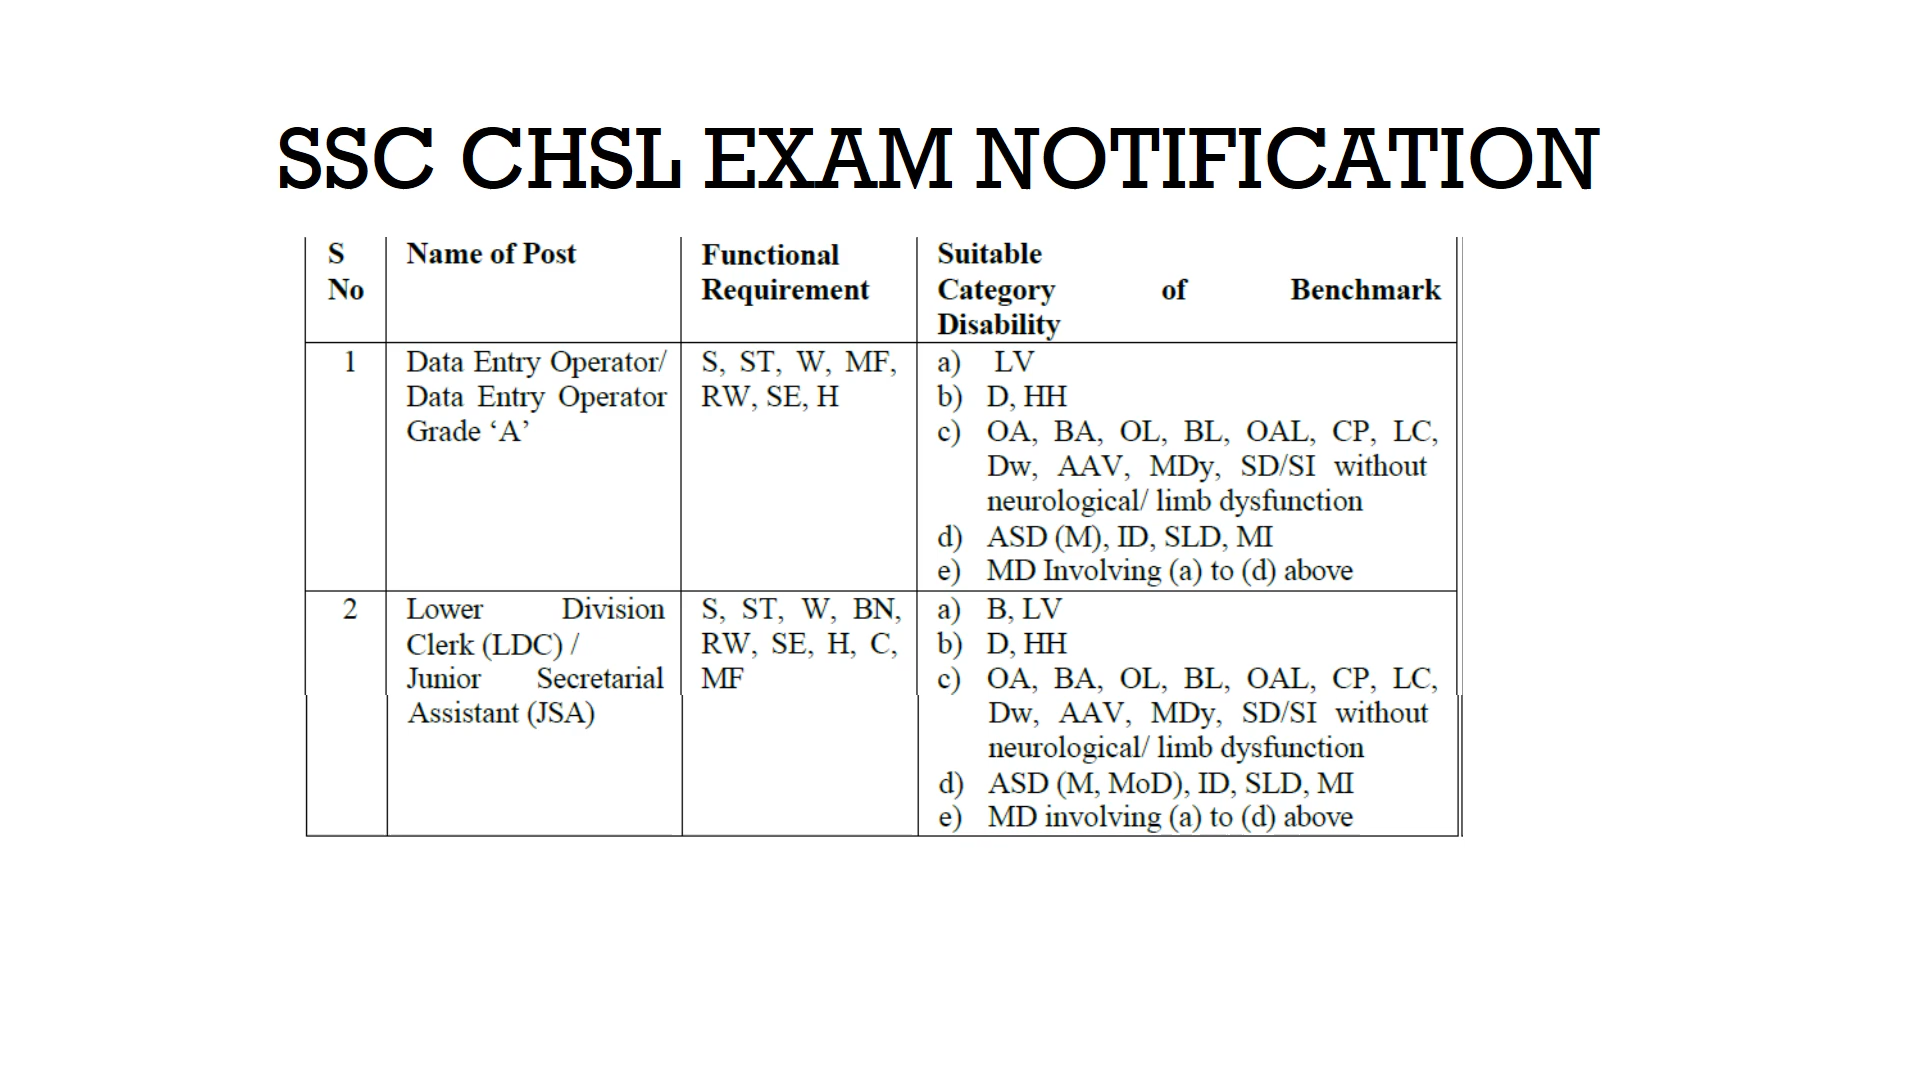 SSC CHSL EXAM NOTIFICATION
S No
Name of Post
Functional Requirement
Suitable Category of Benchmark Disability
1
Data Entry Operator/
Data Entry Operator
Grade ‘A’
S, ST, W, MF,
RW, SE, H
a) LV
b) D, HH
c) OA, BA, OL, BL, OAL, CP, LC,
Dw, AAV, MDy, SD/SI without
neurological/ limb dysfunction
d) ASD (M), ID, SLD, MI
e) MD Involving (a) to (d) above
2
Lower Division
Clerk (LDC) /
Junior Secretarial
Assistant (JSA)
S, ST, W, BN,
RW, SE, H, C,
MF
a) B, LV
b) D, HH
c) OA, BA, OL, BL, OAL, CP, LC,
Dw, AAV, MDy, SD/SI without
neurological/ limb dysfunction
d) ASD (M, MoD), ID, SLD, MI
e) MD involving (a) to (d) above